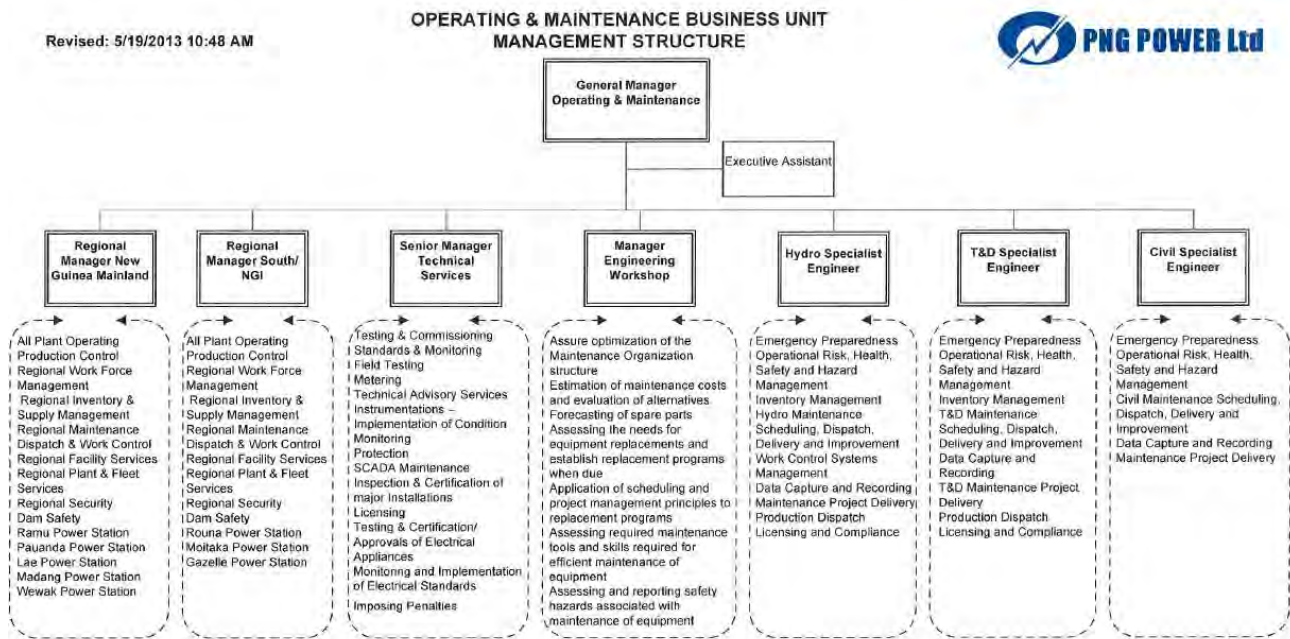 Revised: 5/19/2013 10:48 AM
OPERATING & MAINTENANCE BUSINESS UNIT
MANAGEMENT STRUCTURE
PNG POWER Ltd
General Manager
Operating & Maintenance
Executive Assistant
Regional
Manager New
Guinea Mainland
All Plant Operating
Production Control
Regional Work Force
Management
Regional Inventory &
Supply Management
Regional Maintenance
Dispatch & Work Control
Regional Facility Services
Regional Plant & Fleet
Services
Regional Security
Dam Safety
Ramu Power Station
Pauanda Power Station
Lae Power Station
Madang Power Station
Wewak Power Station
Regional
Manager South/
NGI
All Plant Operating
Production Control
Regional Work Force
Management
Regional Inventory &
Supply Management
Regional Maintenance
Dispatch & Work Control
Regional Facility Services
Regional Plant & Fleet
Services
Regional Security
Dam Safety
Rouna Power Station
Moitaka Power Station
Gazelle Power Station
Senior Manager
Technical
Services
Testing & Commissioning
Standards & Monitoring
Field Testing
Metering
Technical Advisory Services
Instrumentations –
Implementation of Condition
Monitoring
Protection
SCADA Maintenance
Inspection & Certification of
major Installations
Licensing
Testing & Certification/
Approvals of Electrical
Appliances
Monitoring and Implementation
of Electrical Standards
Imposing Penalties
Manager
Engineering
Workshop
Assure optimization of the
Maintenance Organization
structure
Estimation of maintenance costs
and evaluation of alternatives
Forecasting of spare parts
Assessing the needs for
equipment replacements and
establish replacement programs
when due
Application of scheduling and
project management principles to
replacement programs
Assessing required maintenance
tools and skills required for
efficient maintenance of
equipment
Assessing and reporting safety
hazards associated with
maintenance of equipment
Hydro Specialist
Engineer
Emergency Preparedness
Operational Risk, Health,
Safety and Hazard
Management
Inventory Management
Hydro Maintenance
Scheduling, Dispatch,
Delivery and Improvement
Work Control Systems
Management
Data Capture and Recording
Maintenance Project Delivery
Production Dispatch
Licensing and Compliance
T&D Specialist
Engineer
Emergency Preparedness
Operational Risk, Health,
Safety and Hazard
Management
Inventory Management
T&D Maintenance
Scheduling, Dispatch,
Delivery and Improvement
Data Capture and
Recording
T&D Maintenance Project
Delivery
Production Dispatch
Licensing and Compliance
Civil Specialist
Engineer
Emergency Preparedness
Operational Risk, Health,
Safety and Hazard
Management
Civil Maintenance Scheduling,
Dispatch, Delivery and
Improvement
Data Capture and Recording
Maintenance Project Delivery